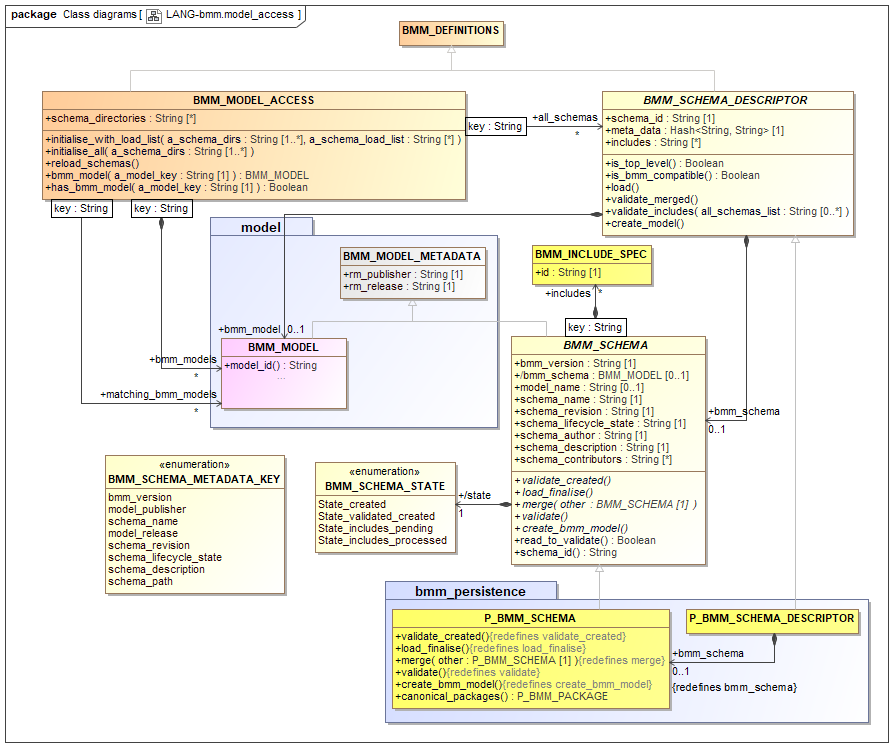 package Class diagrams [ LANG-bmm.model_access ]
BMM_DEFINITIONS
BMM_MODEL_ACCESS
+schema_directories : String [*]
+initialise_with_load_list( a_schema_dirs : String [1..*], a_schema_load_list : String [*] )
+initialise_all( a_schema_dirs : String [1..*] )
+reload_schemas()
+bmm_model( a_model_key : String [1] ) : BMM_MODEL
+has_bmm_model( a_model_key : String [1] ) : Boolean
key : String
+all_schemas
*
BMM_SCHEMA_DESCRIPTOR
+schema_id : String [1]
+meta_data : Hash<String, String> [1]
+includes : String [*]
+is_top_level() : Boolean
+is_bmm_compatible() : Boolean
+load()
+validate_merged()
+validate_includes( all_schemas_list : String [0..*] )
+create_model()
key : String
key : String
model
BMM_MODEL_METADATA
+rm_publisher : String [1]
+rm_release : String [1]
BMM_INCLUDE_SPEC
+id : String [1]
+includes
*
key : String
+bmm_model
0..1
BMM_MODEL
+model_id() : String
...
+bmm_models
*
+matching_bmm_models
*
BMM_SCHEMA
+bmm_version : String [1]
+/bmm_schema : BMM_MODEL [0..1]
+model_name : String [0..1]
+schema_name : String [1]
+schema_revision : String [1]
+schema_lifecycle_state : String [1]
+schema_author : String [1]
+schema_description : String [1]
+schema_contributors : String [*]
+validate_created()
+load_finalise()
+merge( other : BMM_SCHEMA [1] )
+validate()
+create_bmm_model()
+read_to_validate() : Boolean
+schema_id() : String
+bmm_schema
0..1
«enumeration»
BMM_SCHEMA_METADATA_KEY
bmm_version
model_publisher
schema_name
model_release
schema_revision
schema_lifecycle_state
schema_description
schema_path
«enumeration»
BMM_SCHEMA_STATE
State_created
State_validated_created
State_includes_pending
State_includes_processed
+/state
1
bmm_persistence
P_BMM_SCHEMA
+validate_created(){redefines validate_created}
+load_finalise(){redefines load_finalise}
+merge( other : P_BMM_SCHEMA [1] ){redefines merge}
+validate(){redefines validate}
+create_bmm_model(){redefines create_bmm_model}
+canonical_packages() : P_BMM_PACKAGE
P_BMM_SCHEMA_DESCRIPTOR
+bmm_schema
0..1
{redefines bmm_schema}